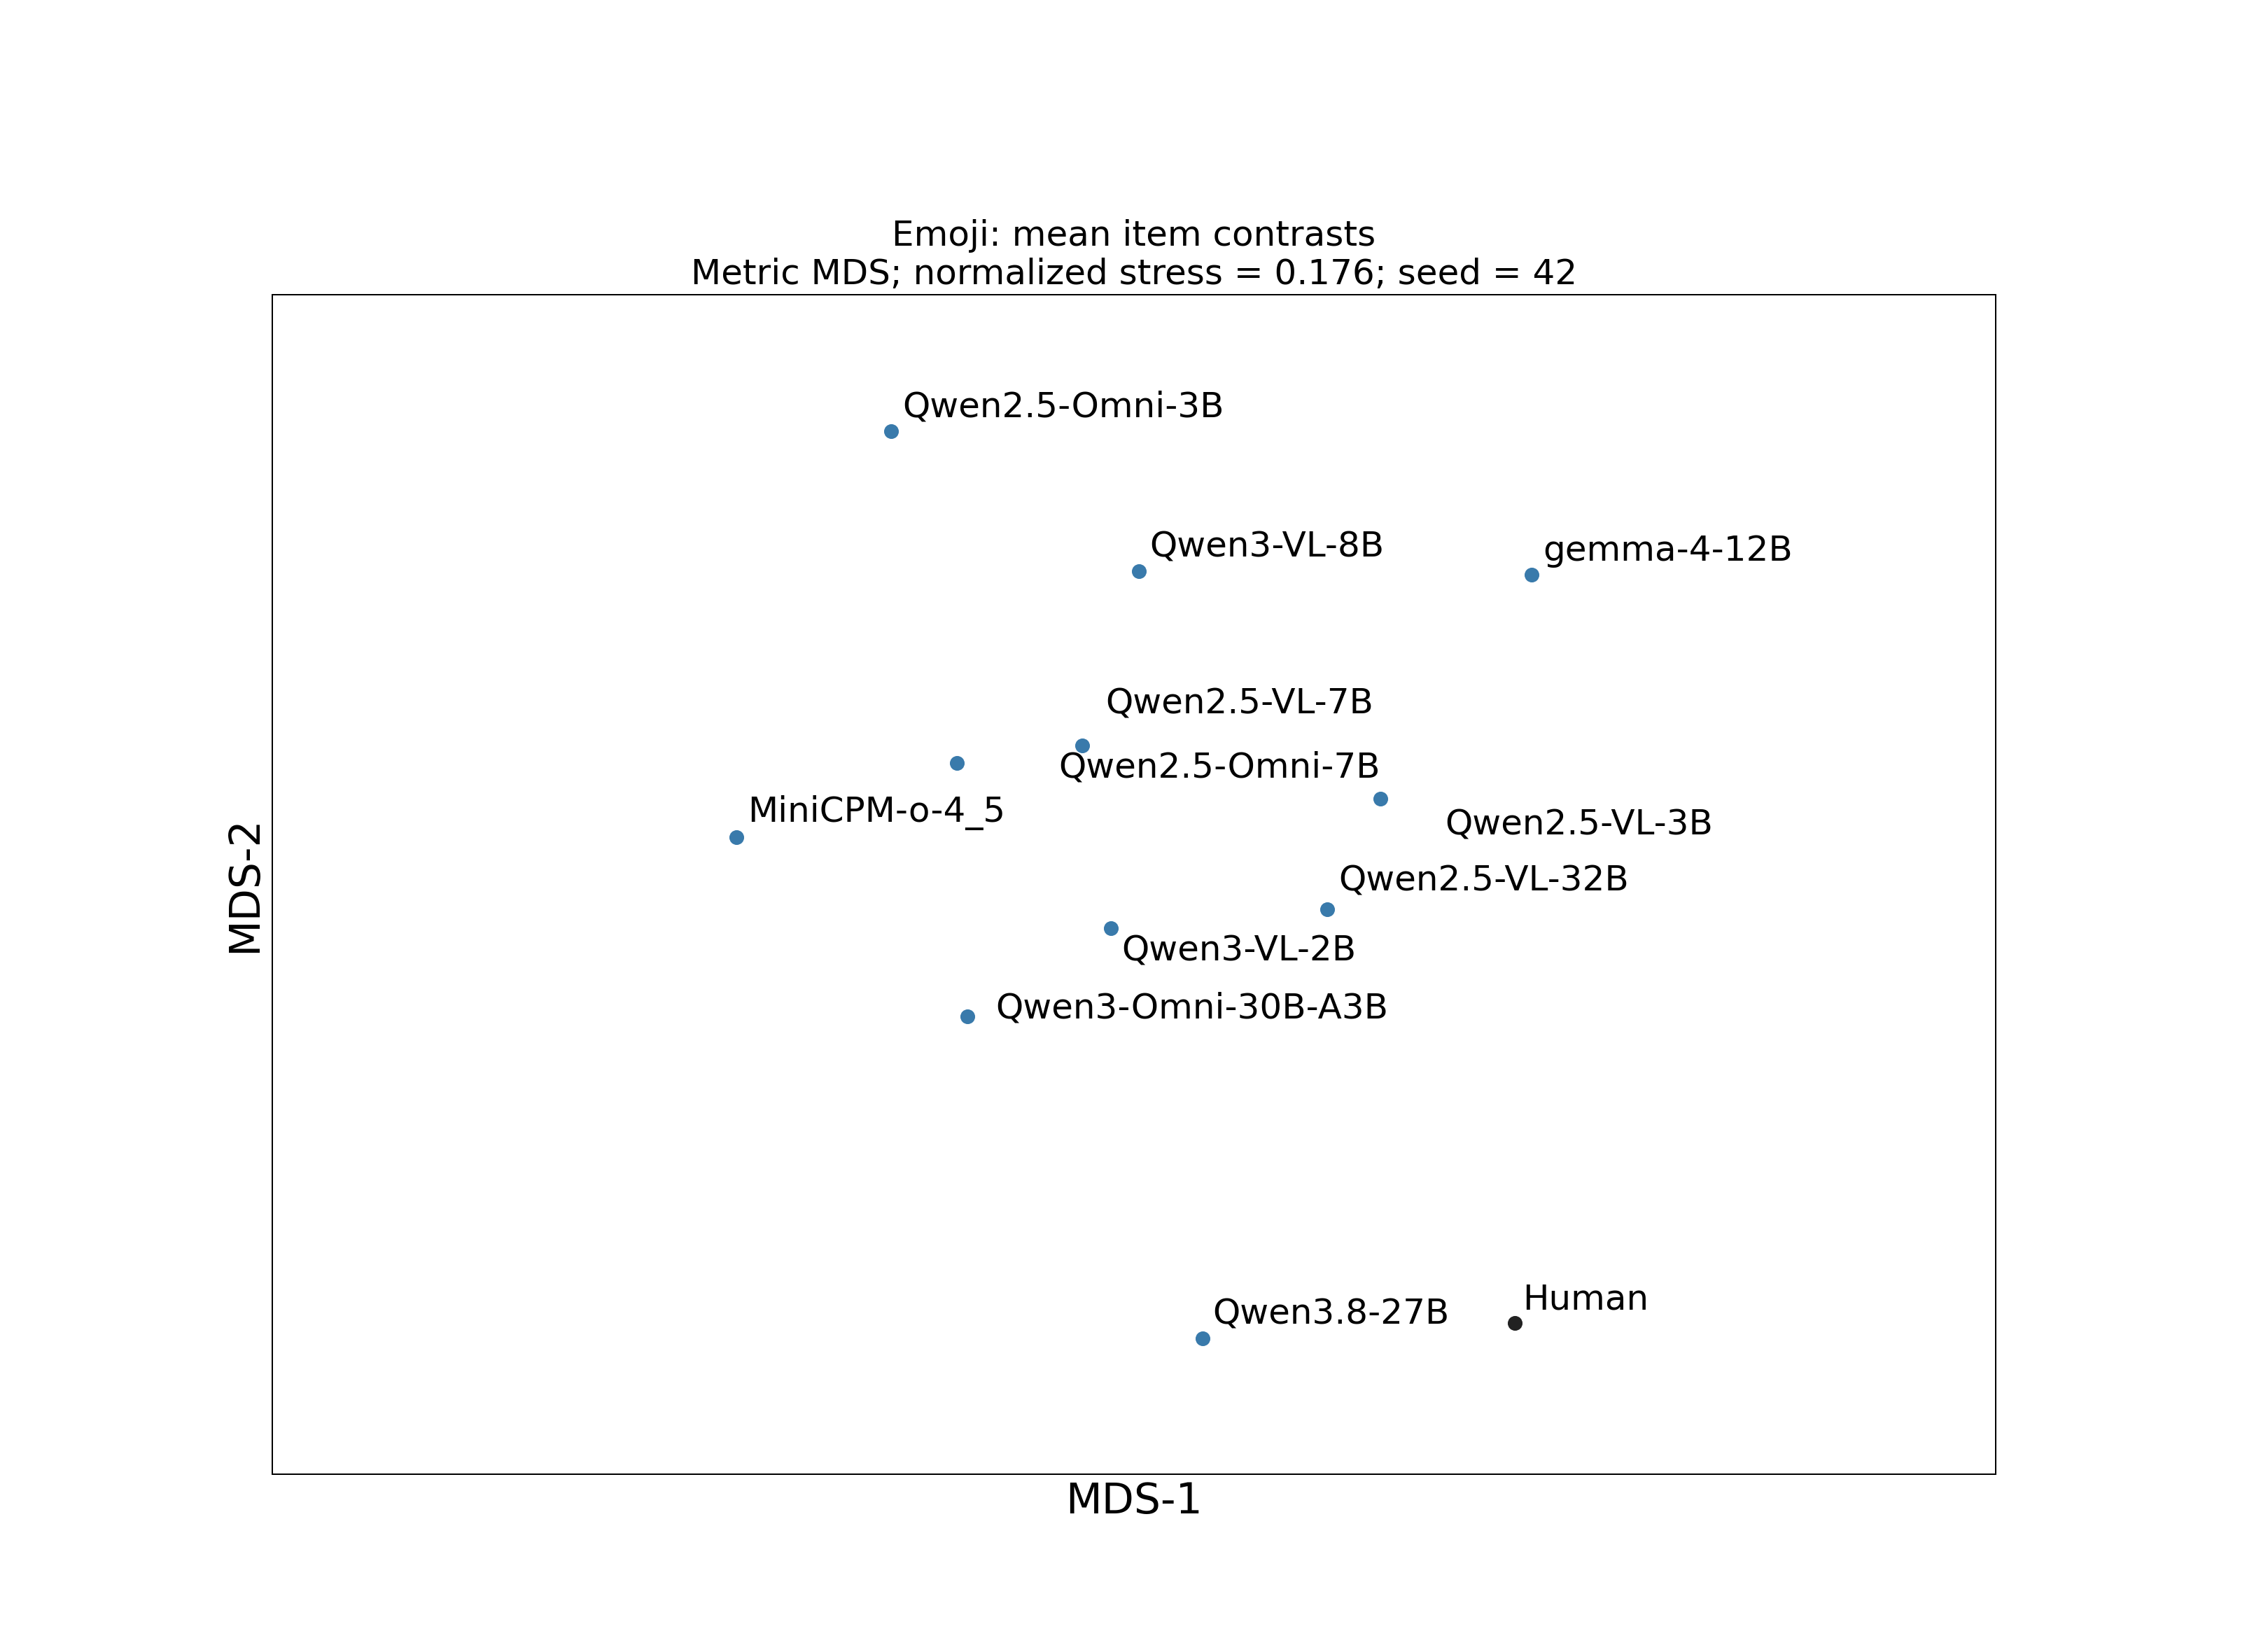 Emoji: mean item contrasts
Metric MDS; normalized stress = 0.176; seed = 42
Qwen2.5-Omni-3B
Qwen3-VL-8B
gemma-4-12B
Qwen2.5-VL-7B
Qwen2.5-Omni-7B
MiniCPM-o-4_5
Qwen2.5-VL-3B
Qwen2.5-VL-32B
Qwen3-VL-2B
Qwen3-Omni-30B-A3B
Human
Qwen3.8-27B
MDS-2
MDS-1